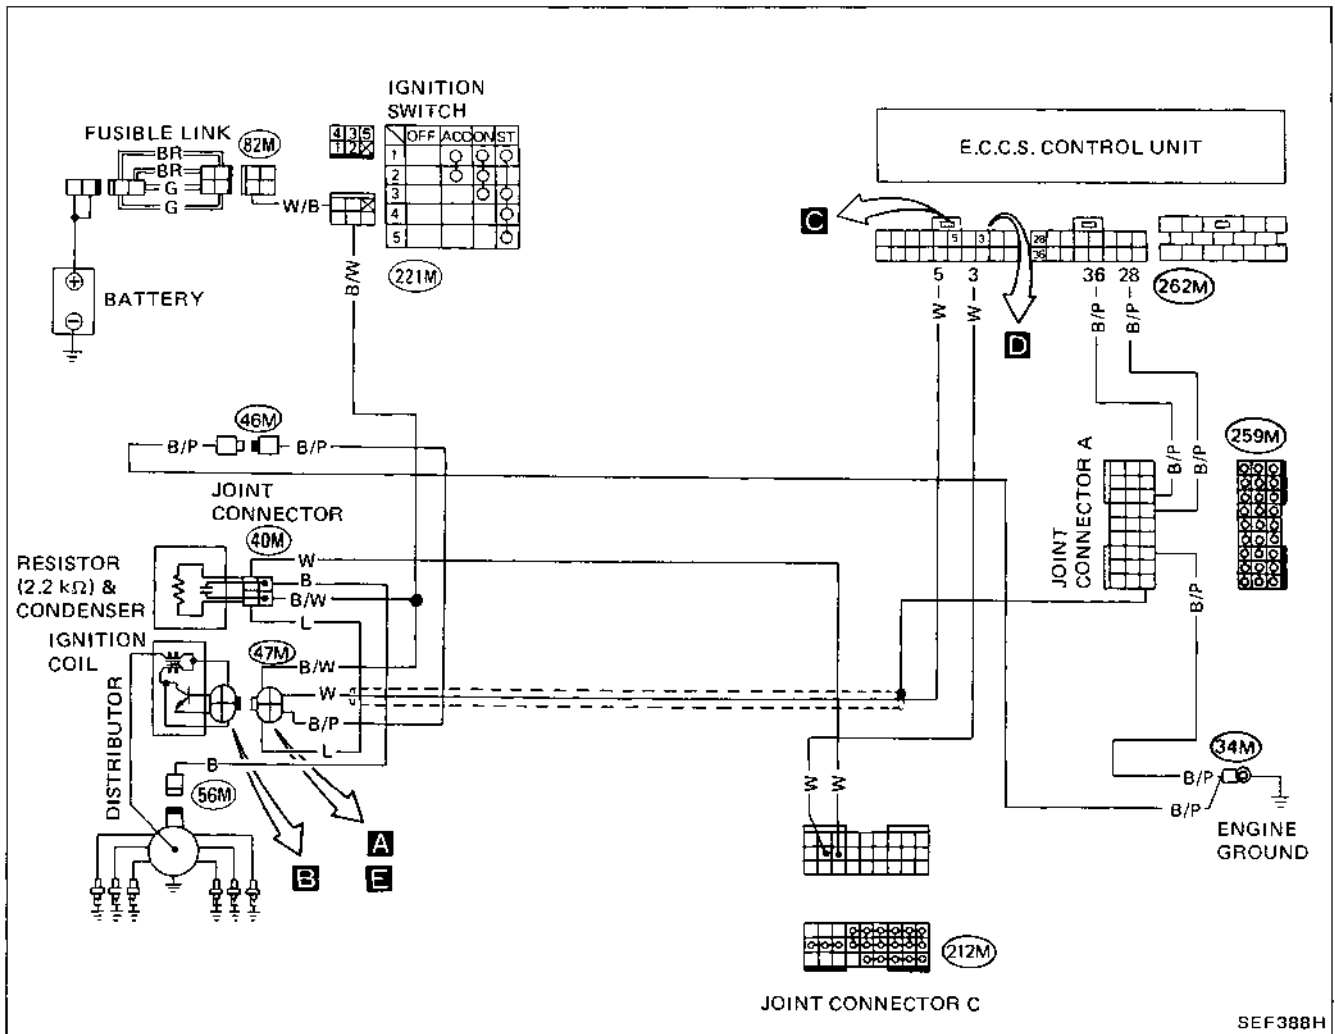 IGNITION
SWITCH
OFF ACC ON ST
1
2
3
4
5
4 3 5
1 2
221M
FUSIBLE LINK
82M
BR
BR
G
G
W/B
B/W
BATTERY
E.C.C.S. CONTROL UNIT
C
5 3 28
36
5 3 36 28
262M
W W B/P B/P
D
46M
B/P B/P
JOINT
CONNECTOR
40M
W
B
B/W
L
RESISTOR
(2.2 kΩ) &
CONDENSER
IGNITION
COIL
47M
B/W
W
B/P
L
DISTRIBUTOR
B
56M
A
B E
JOINT
CONNECTOR A
B/P B/P
259M
B/P
34M
B/P
B/P
ENGINE
GROUND
W W
212M
JOINT CONNECTOR C
SEF388H